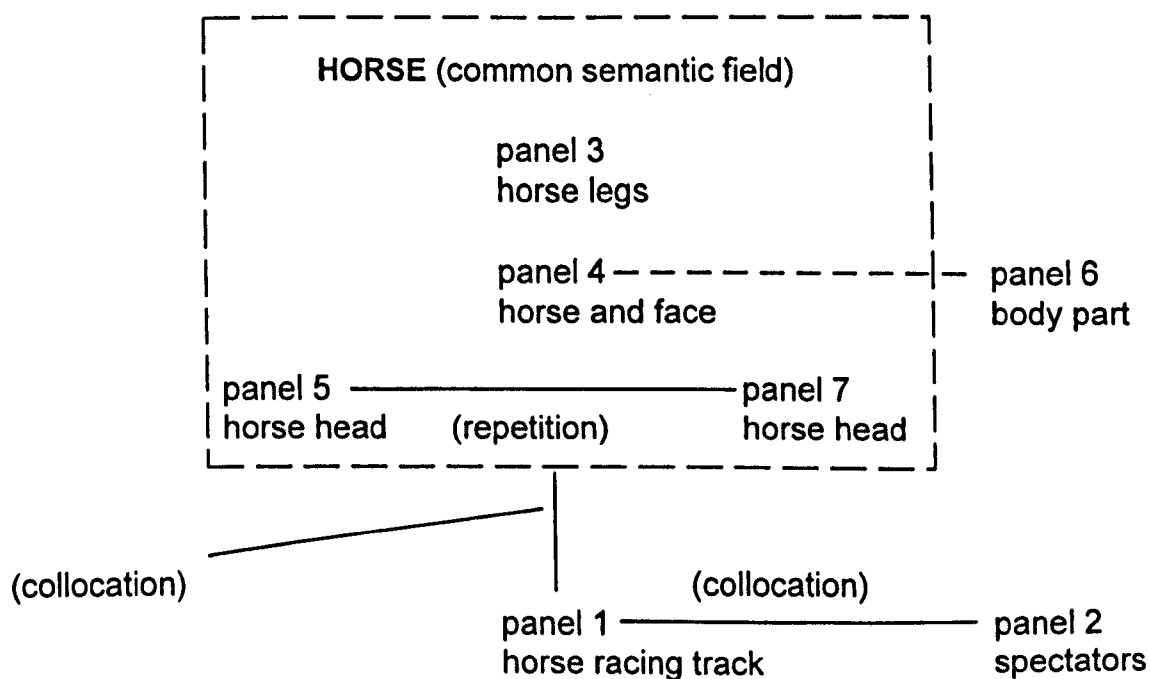 HORSE (common semantic field)
panel 3
horse legs
panel 4
horse and face
panel 6
body part
panel 5
horse head
(repetition)
panel 7
horse head
(collocation)
(collocation)
panel 1
horse racing track
panel 2
spectators